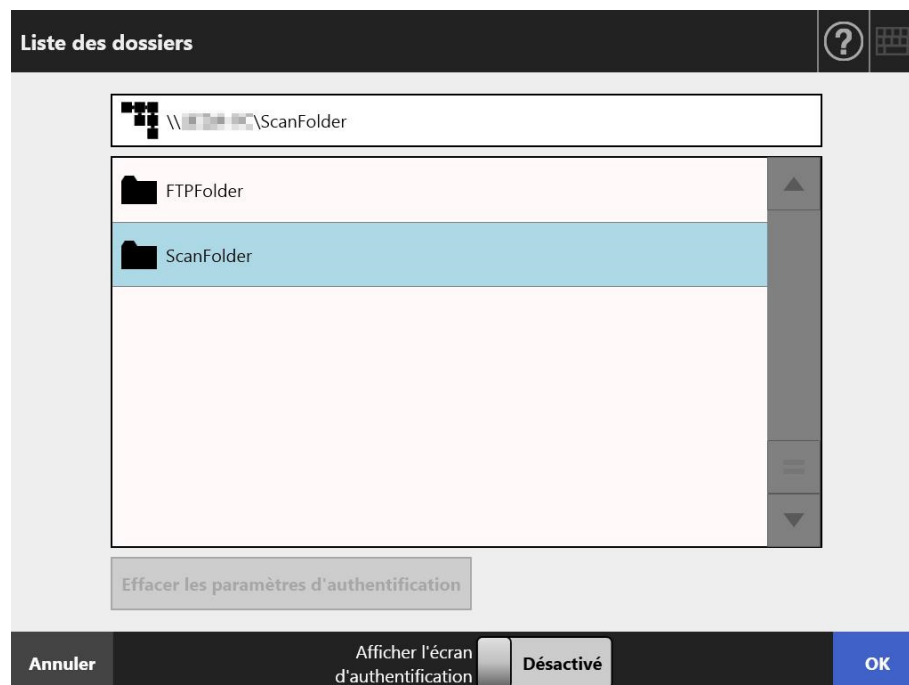 Liste des dossiers
\\ \ScanFolder
FTPFolder
ScanFolder
Effacer les paramètres d'authentification
Annuler
Afficher l'écran
d'authentification
Désactivé
OK